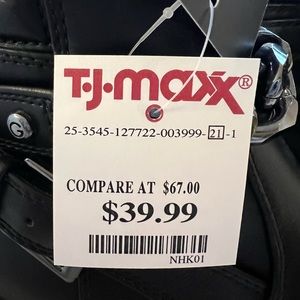 T·J·maxx®
25-3545-127722-003999-21-1
COMPARE AT $67.00
$39.99
NHK01
G